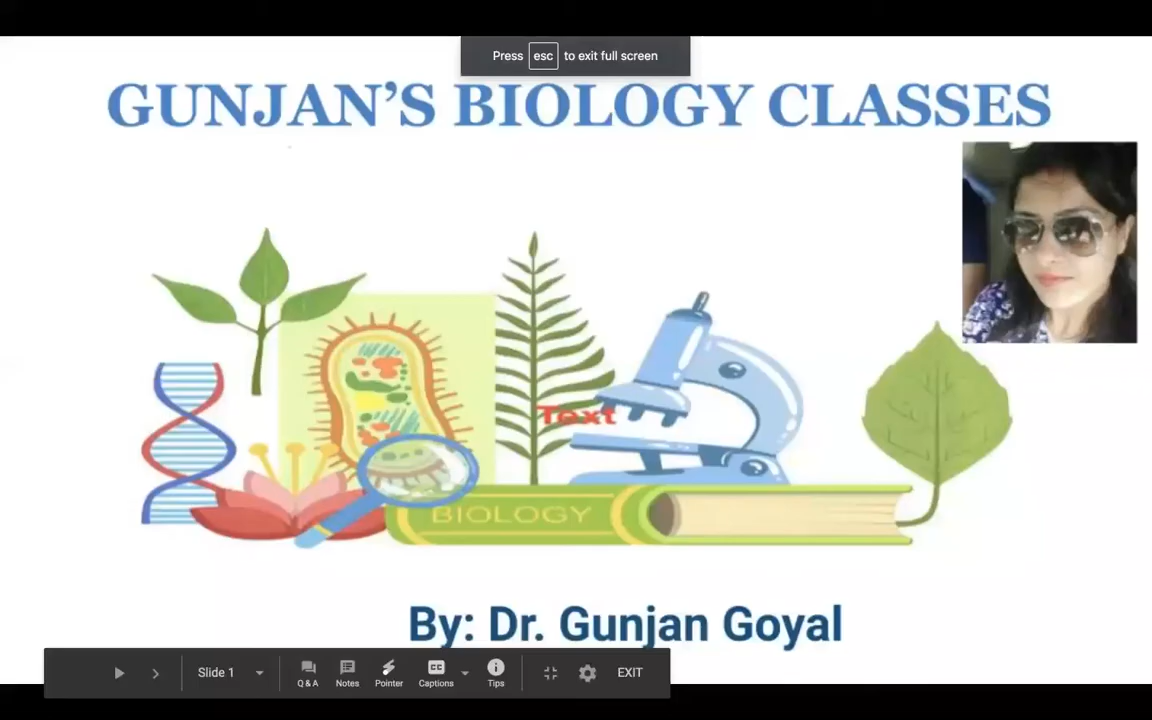 Press esc to exit full screen
GUNJAN'S BIOLOGY CLASSES
Text
BIOLOGY
By: Dr. Gunjan Goyal
Slide 1
Q & A
Notes
Pointer
CC
Captions
Tips
EXIT